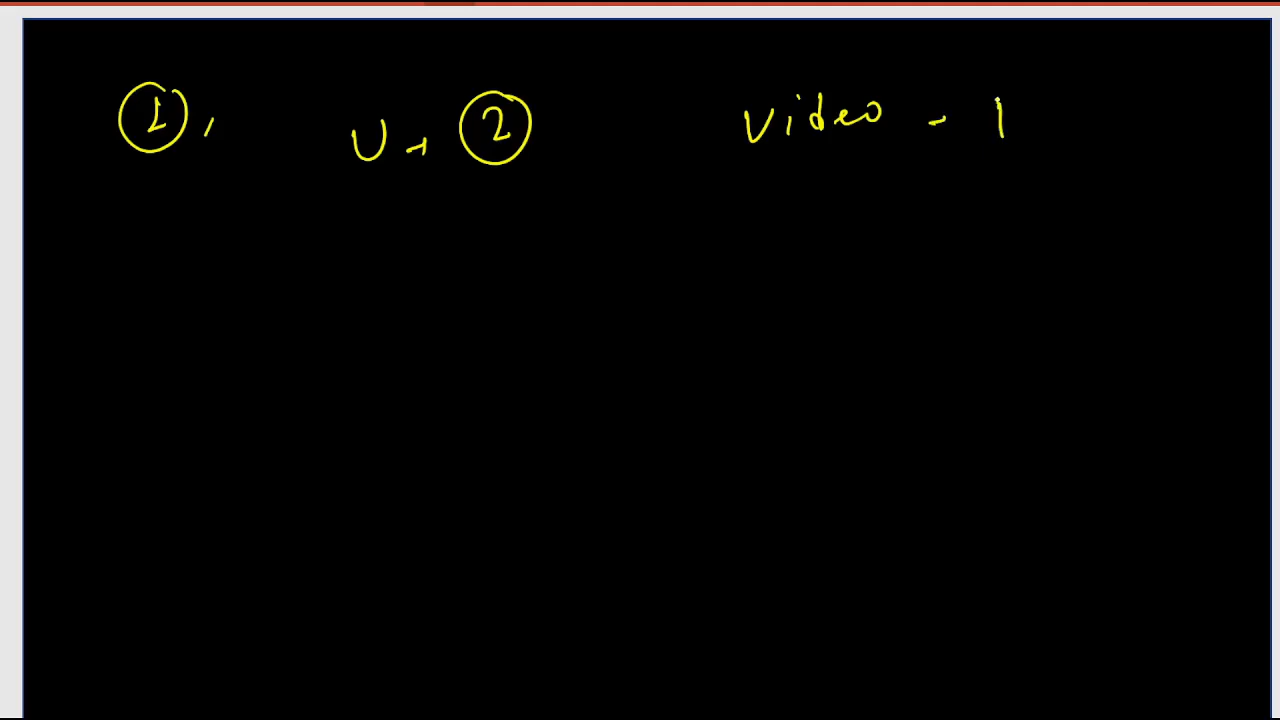 ①, U → ② Video - 1